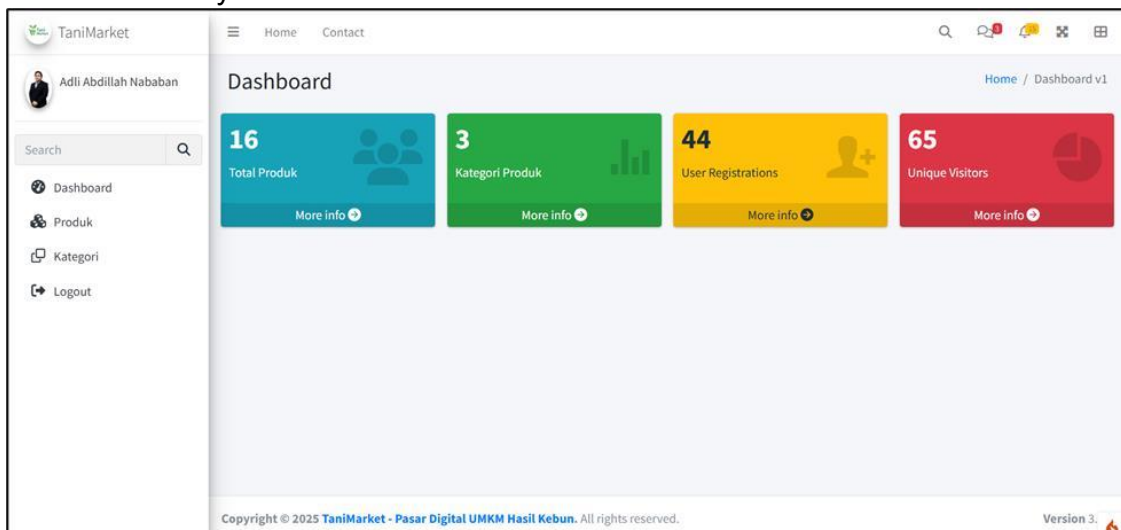 TaniMarket
Home Contact
Adli Abdillah Nababan
Search
Dashboard
Produk
Kategori
Logout
Dashboard
Home / Dashboard v1
16
Total Produk
More info
3
Kategori Produk
More info
44
User Registrations
More info
65
Unique Visitors
More info
Copyright © 2025 TaniMarket - Pasar Digital UMKM Hasil Kebun. All rights reserved.
Version 3.